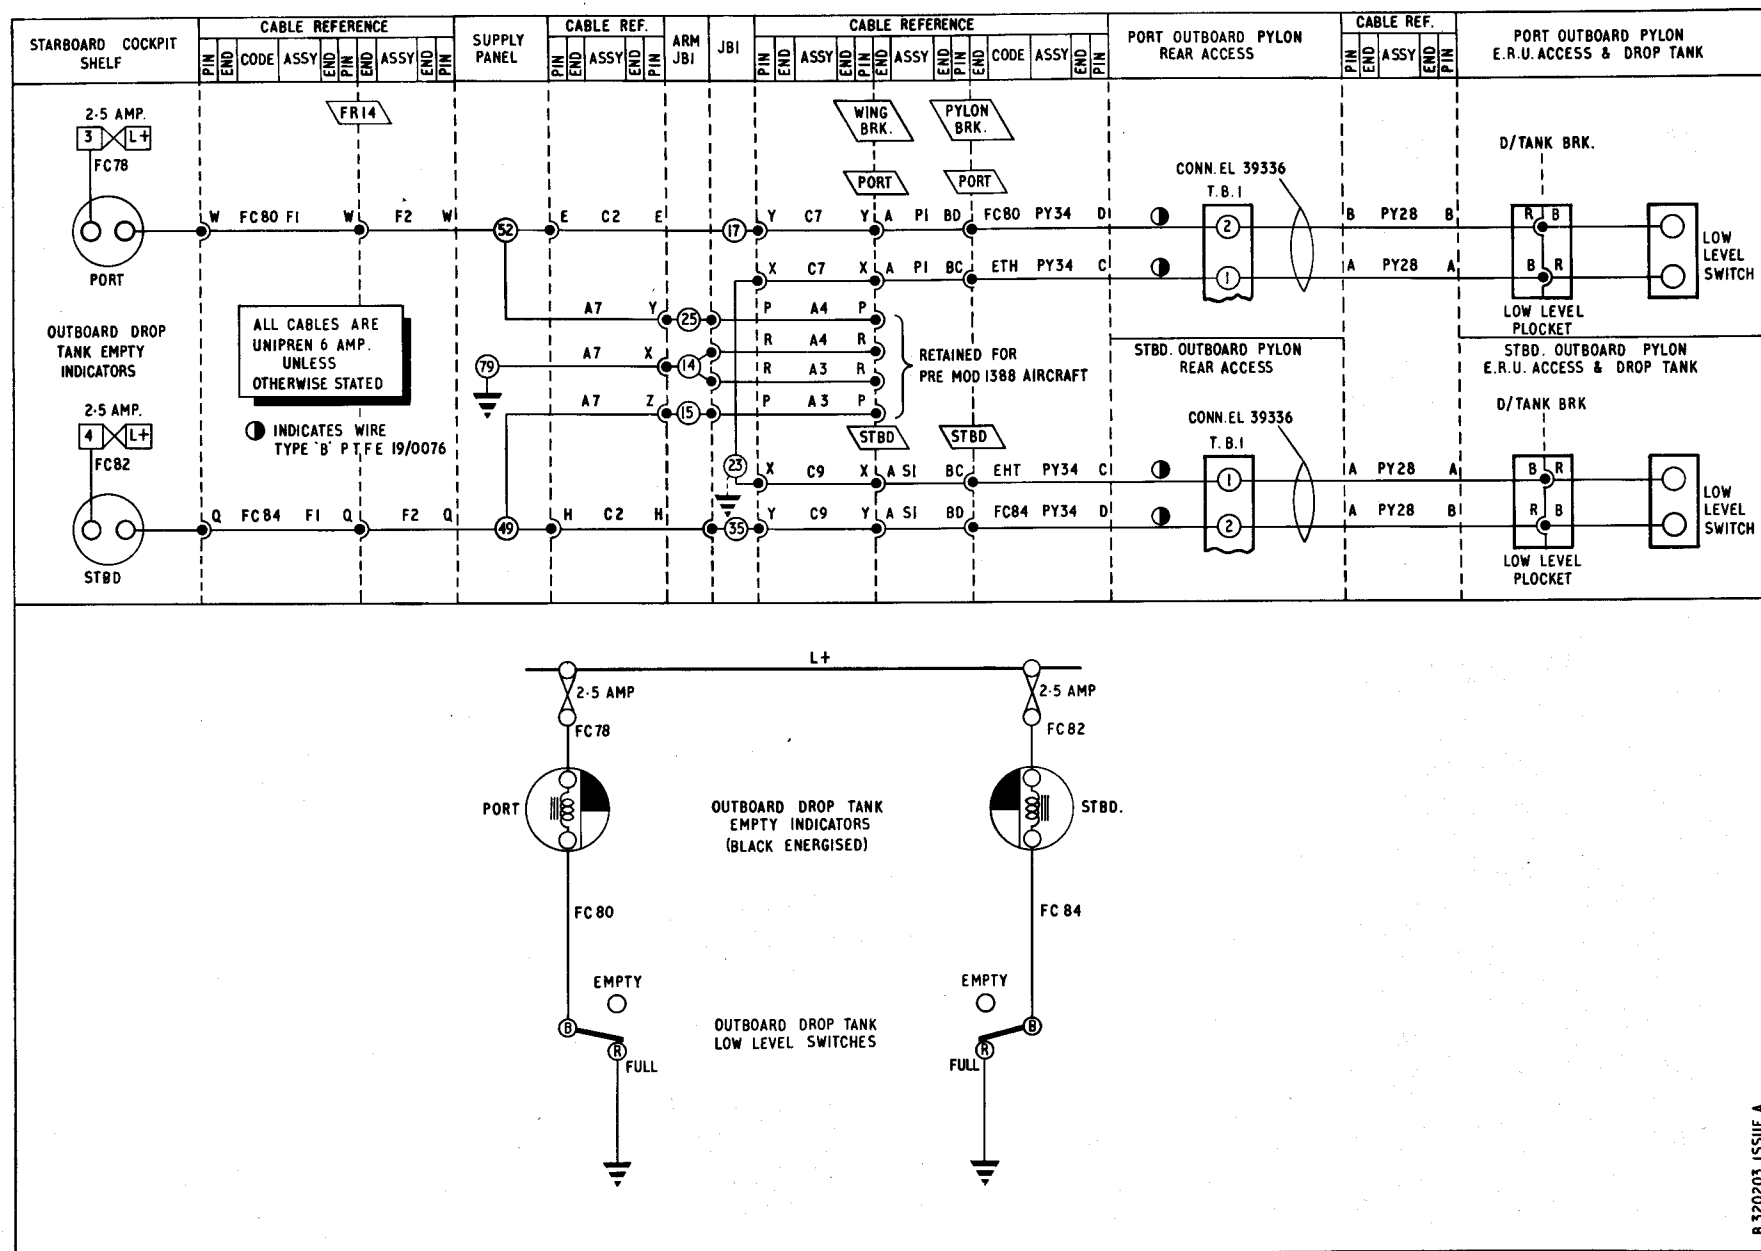 STARBOARD COCKPIT
SHELF
CABLE REFERENCE
PIN END CODE ASSY END PIN END ASSY END PIN
SUPPLY
PANEL
CABLE REF.
PIN END ASSY END PIN
ARM
JB1
JB1
CABLE REFERENCE
PIN END ASSY END PIN END ASSY END PIN END CODE ASSY END PIN
PORT OUTBOARD PYLON
REAR ACCESS
CABLE REF.
PIN END ASSY END PIN
PORT OUTBOARD PYLON
E.R.U. ACCESS & DROP TANK
2·5 AMP.
3 L+
FC78
FR14
WING
BRK.
PYLON
BRK.
PORT
PORT
CONN. EL 39336
T.B.1
D/TANK BRK.
W FC80 F1 W F2 W 52 E C2 E 17 Y C7 Y A P1 BD FC80 PY34 D 2 B PY28 B R B
PORT
X C7 X A P1 BC ETH PY34 C 1 A PY28 A B R
LOW
LEVEL
SWITCH
LOW LEVEL
PLOCKET
OUTBOARD DROP
TANK EMPTY
INDICATORS
ALL CABLES ARE
UNIPREN 6 AMP.
UNLESS
OTHERWISE STATED
A7 Y 25 P A4 P
R A4 R
79 A7 X 14
R A3 R
A7 Z 15 P A3 P
RETAINED FOR
PRE MOD 1388 AIRCRAFT
STBD. OUTBOARD PYLON
REAR ACCESS
STBD. OUTBOARD PYLON
E.R.U. ACCESS & DROP TANK
2·5 AMP.
4 L+
FC82
INDICATES WIRE
TYPE `B' PTFE 19/0076
STBD
STBD
CONN. EL 39336
T.B.1
D/TANK BRK
23 X C9 X A S1 BC EHT PY34 C 1 A PY28 A B R
Q FC84 F1 Q F2 Q 49 H C2 H 35 Y C9 Y A S1 BD FC84 PY34 D 2 A PY28 B R B
STBD
LOW
LEVEL
SWITCH
LOW LEVEL
PLOCKET
L+
2·5 AMP
2·5 AMP
FC78
FC82
PORT
OUTBOARD DROP TANK
EMPTY INDICATORS
(BLACK ENERGISED)
STBD.
FC80
FC 84
EMPTY
EMPTY
B
B
OUTBOARD DROP TANK
LOW LEVEL SWITCHES
R
FULL
R
FULL
B 320203 ISSUE A